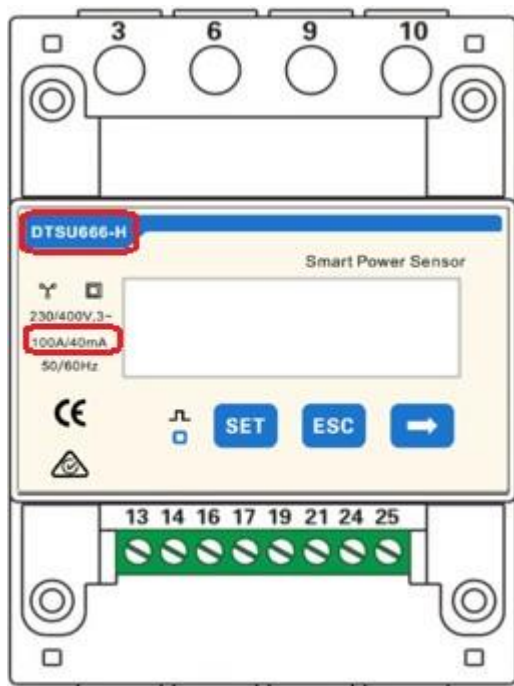 3 6 9 10
DTSU666-H
Smart Power Sensor
230/400V,3~
100A/40mA
50/60Hz
CE
SET ESC
13 14 16 17 19 21 24 25